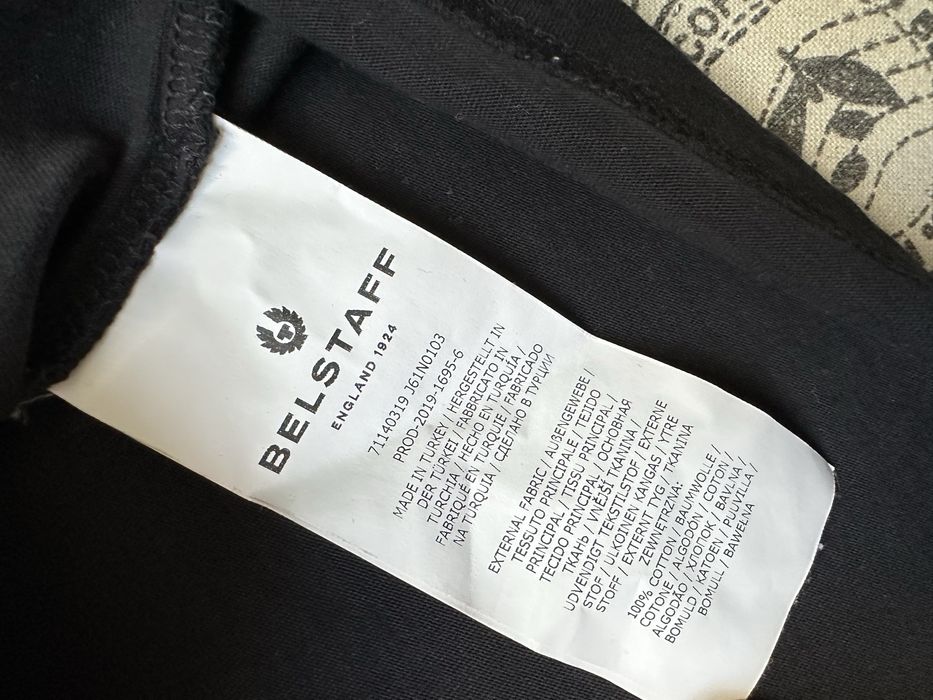 BELSTAFF
ENGLAND 1924
71140319 J61N0103
PROD-2019-1695-6
MADE IN TURKEY / HERGESTELLT IN
DER TÜRKEI / FABBRICATO IN
TURCHIA / HECHO EN TURQUÍA /
FABRIQUÉ EN TURQUIE / FABRICADO
NA TURQUIA / СДЕЛАНО В ТУРЦИИ
EXTERNAL FABRIC / AUßENGEWEBE /
TESSUTO PRINCIPALE / TEJIDO
PRINCIPAL / TISSU PRINCIPAL /
TECIDO PRINCIPAL / ОСНОВНАЯ
ТКАНЬ / VNĚJŠÍ TKANINA /
UDVENDIGT TEKSTILSTOF / EXTERNE
STOF / ULKOINEN KANGAS / YTRE
STOFF / EXTERNT TYG / TKANINA
ZEWNĘTRZNA:
100% COTTON / BAUMWOLLE /
COTONE / ALGODÓN / COTON /
ALGODÃO / ХЛОПОК / BAVLNA /
BOMULD / KATOEN / PUUVILLA /
BOMULL / BAWEŁNA